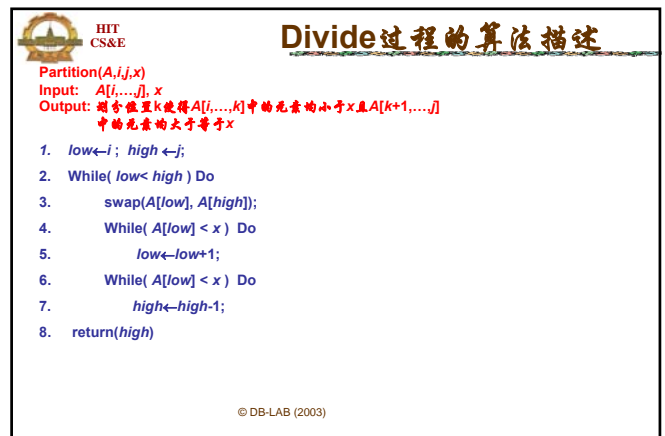 HIT
CS&E
Divide过程的算法描述
Partition(A,i,j,x)
Input: A[i,…,j], x
Output: 划分位置k使得A[i,…,k]中的元素均小于x且A[k+1,…,j]
中的元素均大于等于x
1. low←i ; high ←j;
2. While( low< high ) Do
3. swap(A[low], A[high]);
4. While( A[low] < x ) Do
5. low←low+1;
6. While( A[low] < x ) Do
7. high←high-1;
8. return(high)
© DB-LAB (2003)